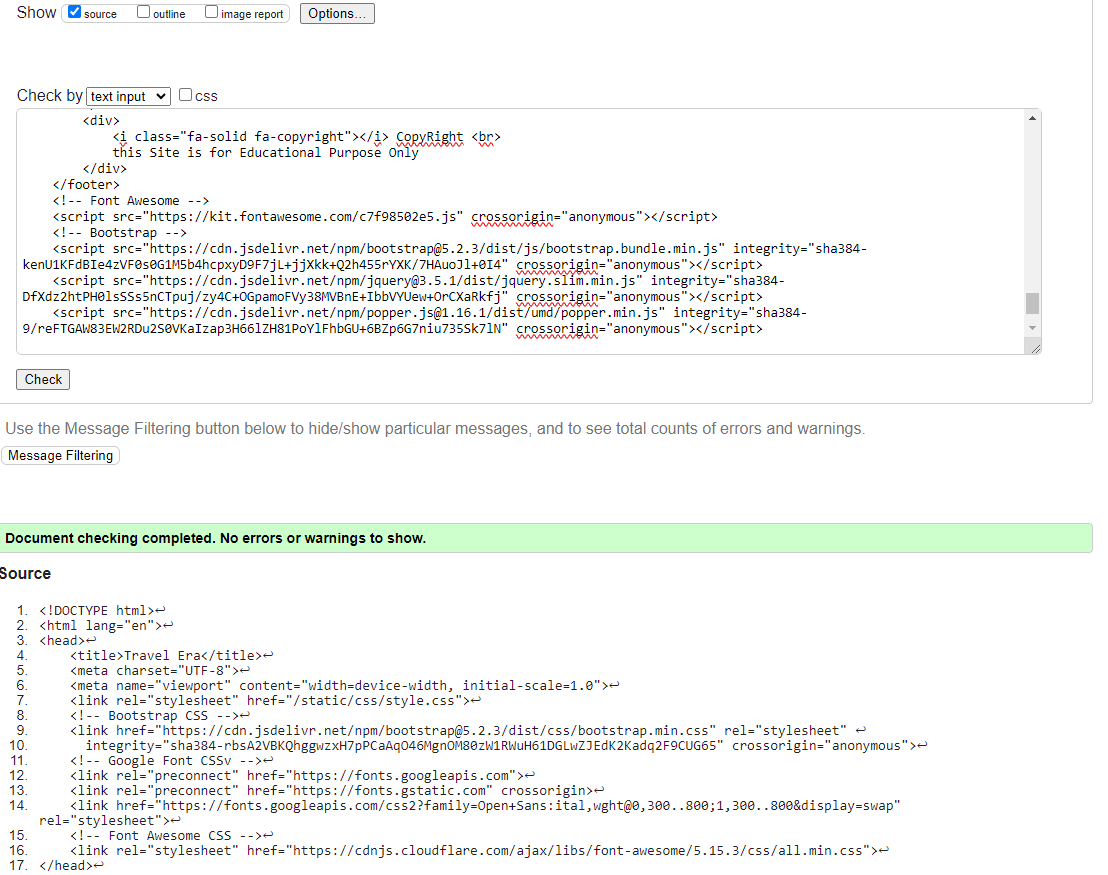 Show source outline image report Options...
Check by text input css
<div>
<i class="fa-solid fa-copyright"></i> CopyRight <br>
this Site is for Educational Purpose Only
</div>
</footer>
<!-- Font Awesome -->
<script src="https://kit.fontawesome.com/c7f98502e5.js" crossorigin="anonymous"></script>
<!-- Bootstrap -->
<script src="https://cdn.jsdelivr.net/npm/bootstrap@5.2.3/dist/js/bootstrap.bundle.min.js" integrity="sha384-
kenU1KFdBIe4zVF0s0G1M5b4hcpxyD9F7jL+jjXkk+Q2h455rYXK/7HAuoJl+0I4" crossorigin="anonymous"></script>
<script src="https://cdn.jsdelivr.net/npm/jquery@3.5.1/dist/jquery.slim.min.js" integrity="sha384-
DfXdz2htPH0lsSSs5nCTpuj/zy4C+OGpamoFVy38MVBnE+IbbVYUew+OrCXaRkfj" crossorigin="anonymous"></script>
<script src="https://cdn.jsdelivr.net/npm/popper.js@1.16.1/dist/umd/popper.min.js" integrity="sha384-
9/reFTGAW83EW2RDu2S0VKaIzap3H66lZH81PoYlFhbGU+6BZp6G7niu735Sk7lN" crossorigin="anonymous"></script>
Check
Use the Message Filtering button below to hide/show particular messages, and to see total counts of errors and warnings.
Message Filtering
Document checking completed. No errors or warnings to show.
Source
1. <!DOCTYPE html>↩
2. <html lang="en">↩
3. <head>↩
4. <title>Travel Era</title>↩
5. <meta charset="UTF-8">↩
6. <meta name="viewport" content="width=device-width, initial-scale=1.0">↩
7. <link rel="stylesheet" href="/static/css/style.css">↩
8. <!-- Bootstrap CSS -->↩
9. <link href="https://cdn.jsdelivr.net/npm/bootstrap@5.2.3/dist/css/bootstrap.min.css" rel="stylesheet" ↩
10. integrity="sha384-rbsA2VBKQhggwzxH7pPCaAqO46MgnOM80zW1RWuH61DGLwZJEdK2Kadq2F9CUG65" crossorigin="anonymous">↩
11. <!-- Google Font CSSv -->↩
12. <link rel="preconnect" href="https://fonts.googleapis.com">↩
13. <link rel="preconnect" href="https://fonts.gstatic.com" crossorigin>↩
14. <link href="https://fonts.googleapis.com/css2?family=Open+Sans:ital,wght@0,300..800;1,300..800&display=swap"
rel="stylesheet">↩
15. <!-- Font Awesome CSS -->↩
16. <link rel="stylesheet" href="https://cdnjs.cloudflare.com/ajax/libs/font-awesome/5.15.3/css/all.min.css">↩
17. </head>↩